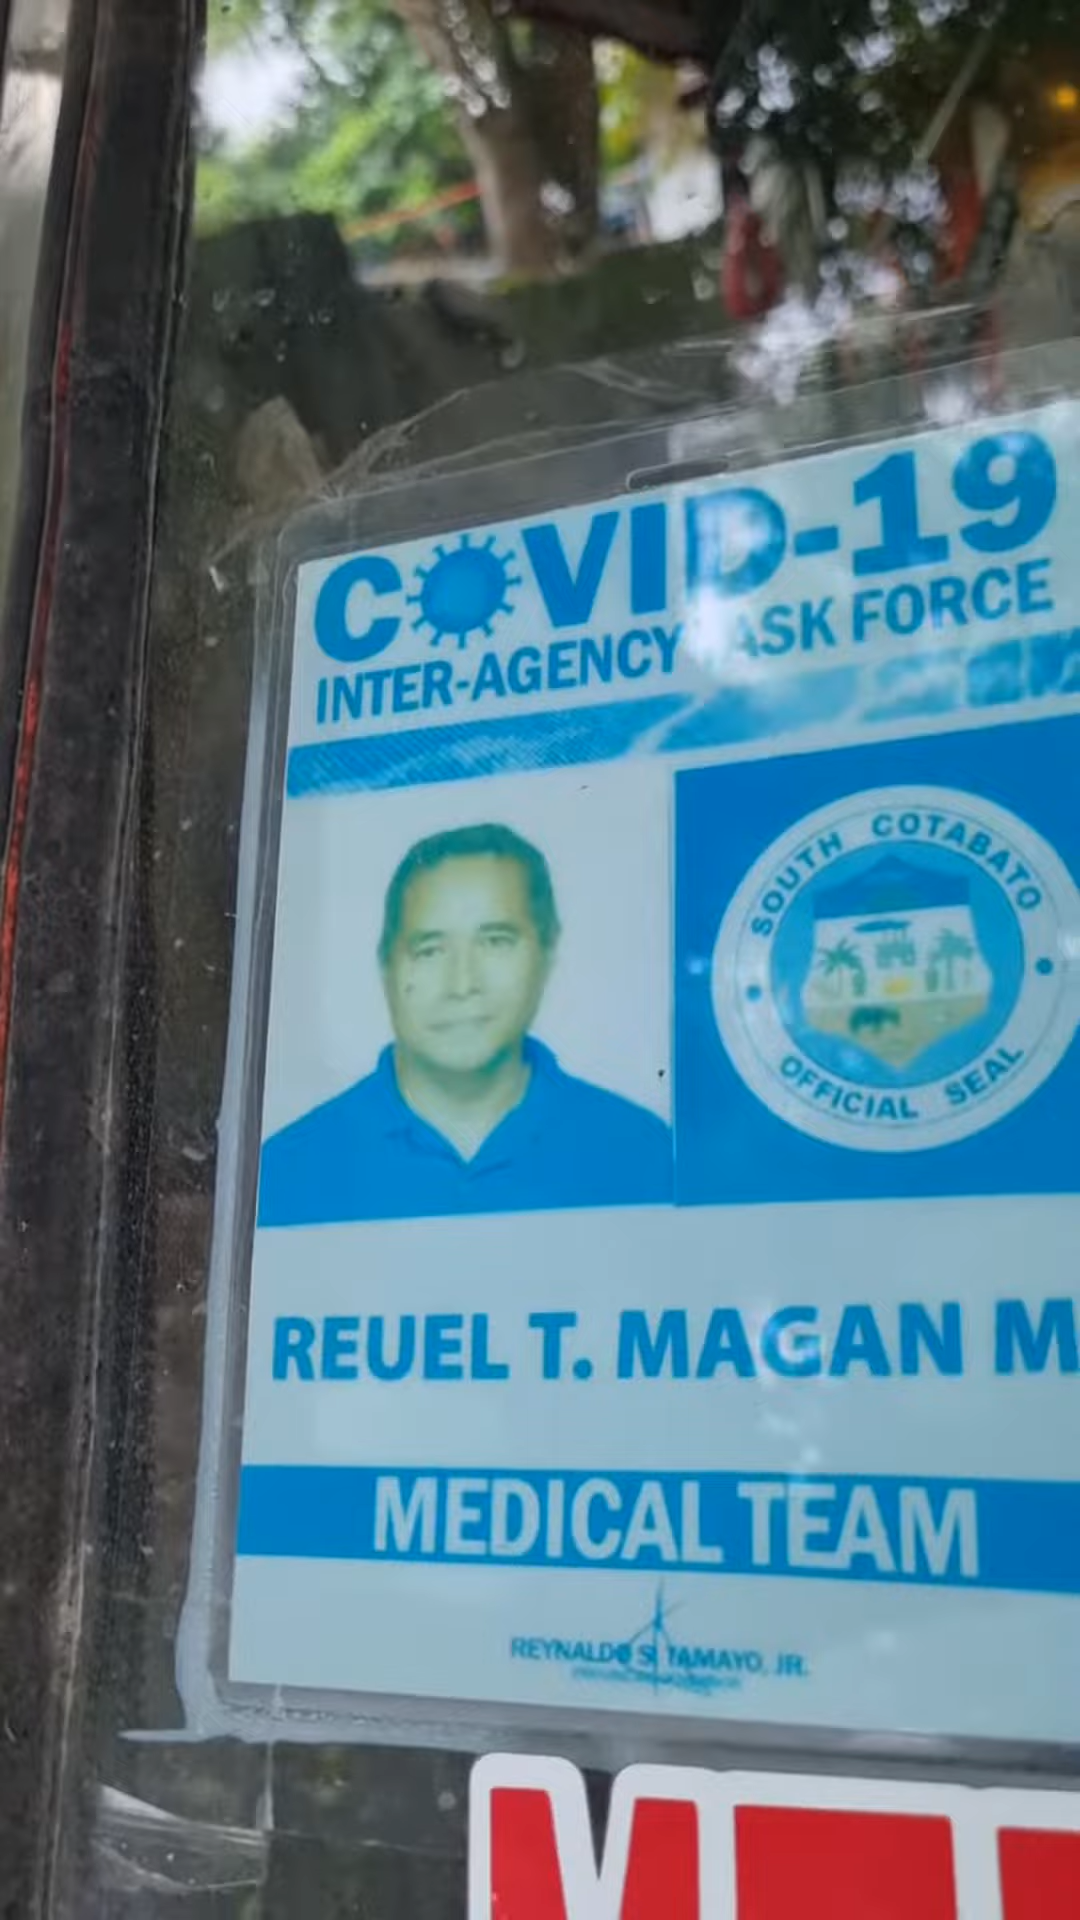 COVID-19
INTER-AGENCY TASK FORCE
SOUTH COTABATO
OFFICIAL SEAL
REUEL T. MAGAN M
MEDICAL TEAM
REYNALDO S. TAMAYO, JR.